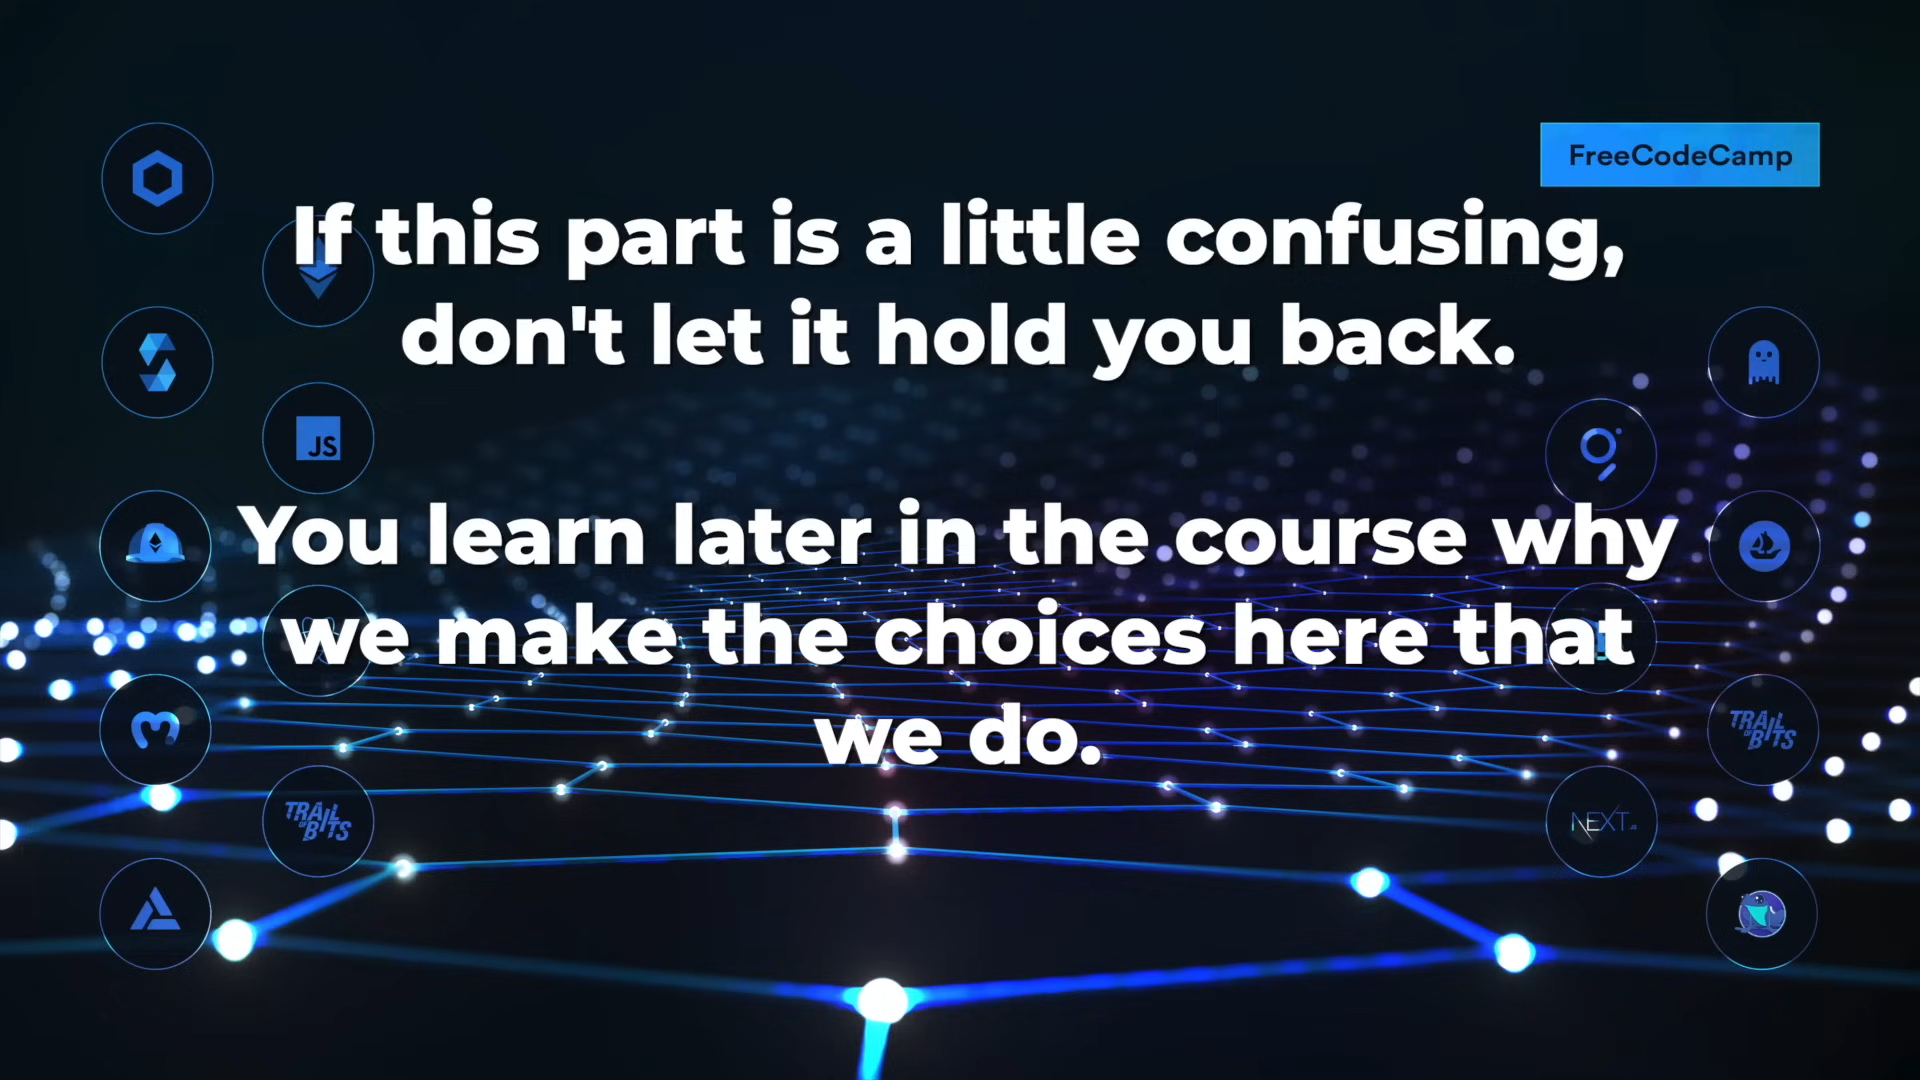 FreeCodeCamp
If this part is a little confusing,
don't let it hold you back.
JS
You learn later in the course why
we make the choices here that
we do.
TRAIL
OF
BITS
TRAIL
OF
BITS
NEXT.JS